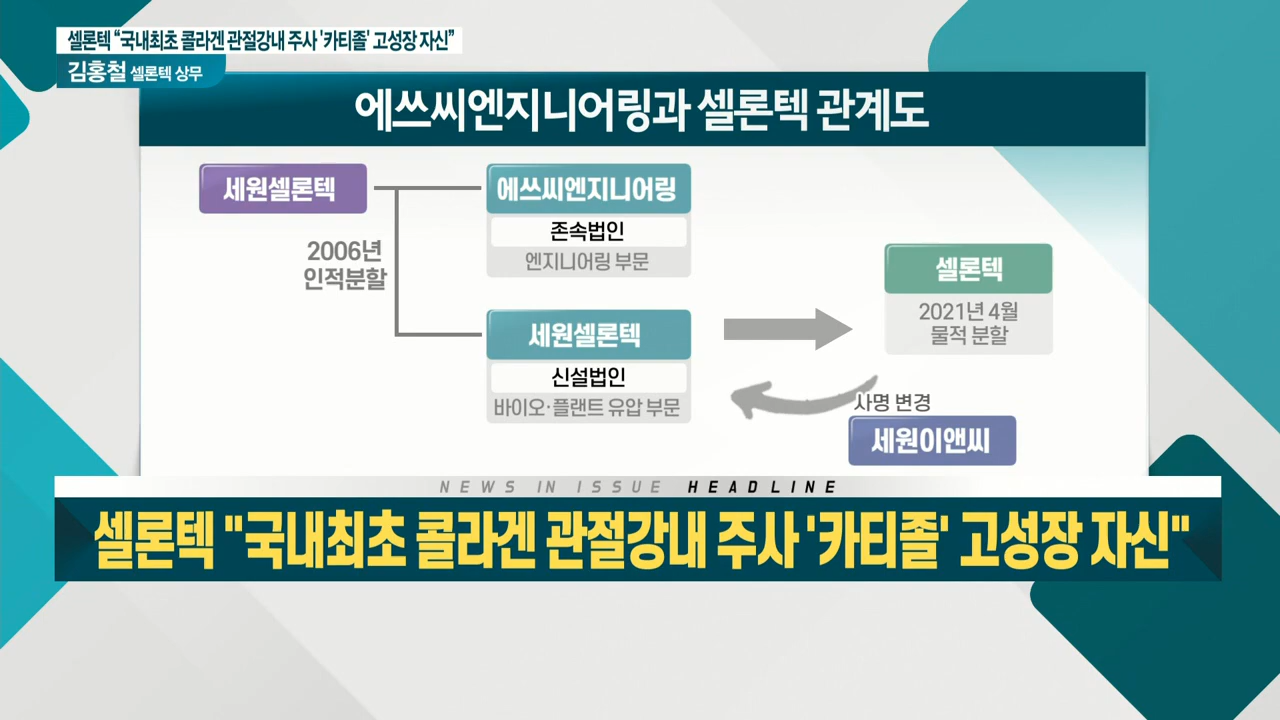 셀론텍 “국내최초 콜라겐 관절강내 주사 '카티졸' 고성장 자신”
김홍철 셀론텍 상무
에쓰씨엔지니어링과 셀론텍 관계도
세원셀론텍
2006년
인적분할
에쓰씨엔지니어링
존속법인
엔지니어링 부문
세원셀론텍
신설법인
바이오·플랜트 유압 부문
셀론텍
2021년 4월
물적 분할
사명 변경
세원이앤씨
NEWS IN ISSUE HEADLINE
셀론텍 "국내최초 콜라겐 관절강내 주사 '카티졸' 고성장 자신"